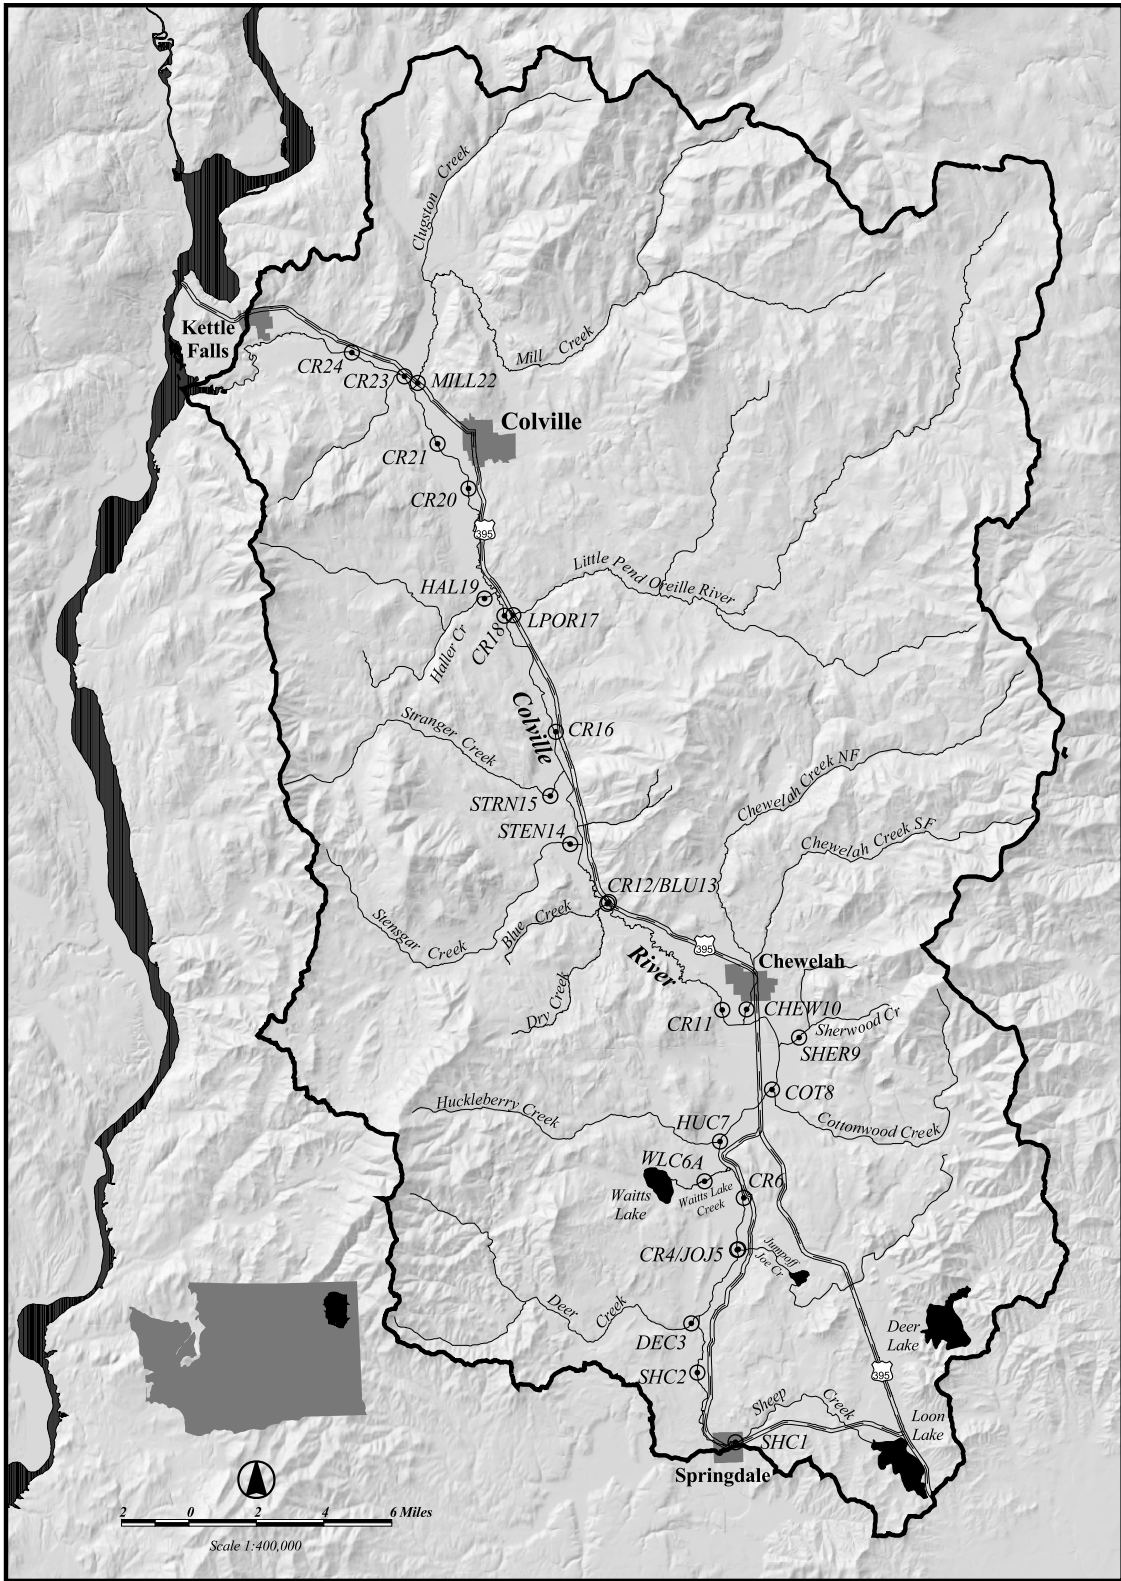 Clugston Creek
Kettle
Falls
Mill Creek
CR24
CR23
MILL22
Colville
CR21
CR20
395
Little Pend Oreille River
HAL19
LPOR17
CR18
Haller Cr
Stranger Creek
Colville
CR16
Chewelah Creek NF
STRN15
STEN14
Chewelah Creek SF
CR12/BLU13
Stensgar Creek
Blue Creek
395
River
Chewelah
Dry Creek
CR11
CHEW10
Sherwood Cr
SHER9
COT8
Huckleberry Creek
HUC7
Cottonwood Creek
WLC6A
CR6
Waitts
Lake
Waitts Lake
Creek
CR4/JOJ5
Jumpoff
Joe Cr
Deer Creek
DEC3
Deer
Lake
SHC2
395
Sheep Creek
Loon
Lake
SHC1
Springdale
2 0 2 4 6 Miles
Scale 1:400,000